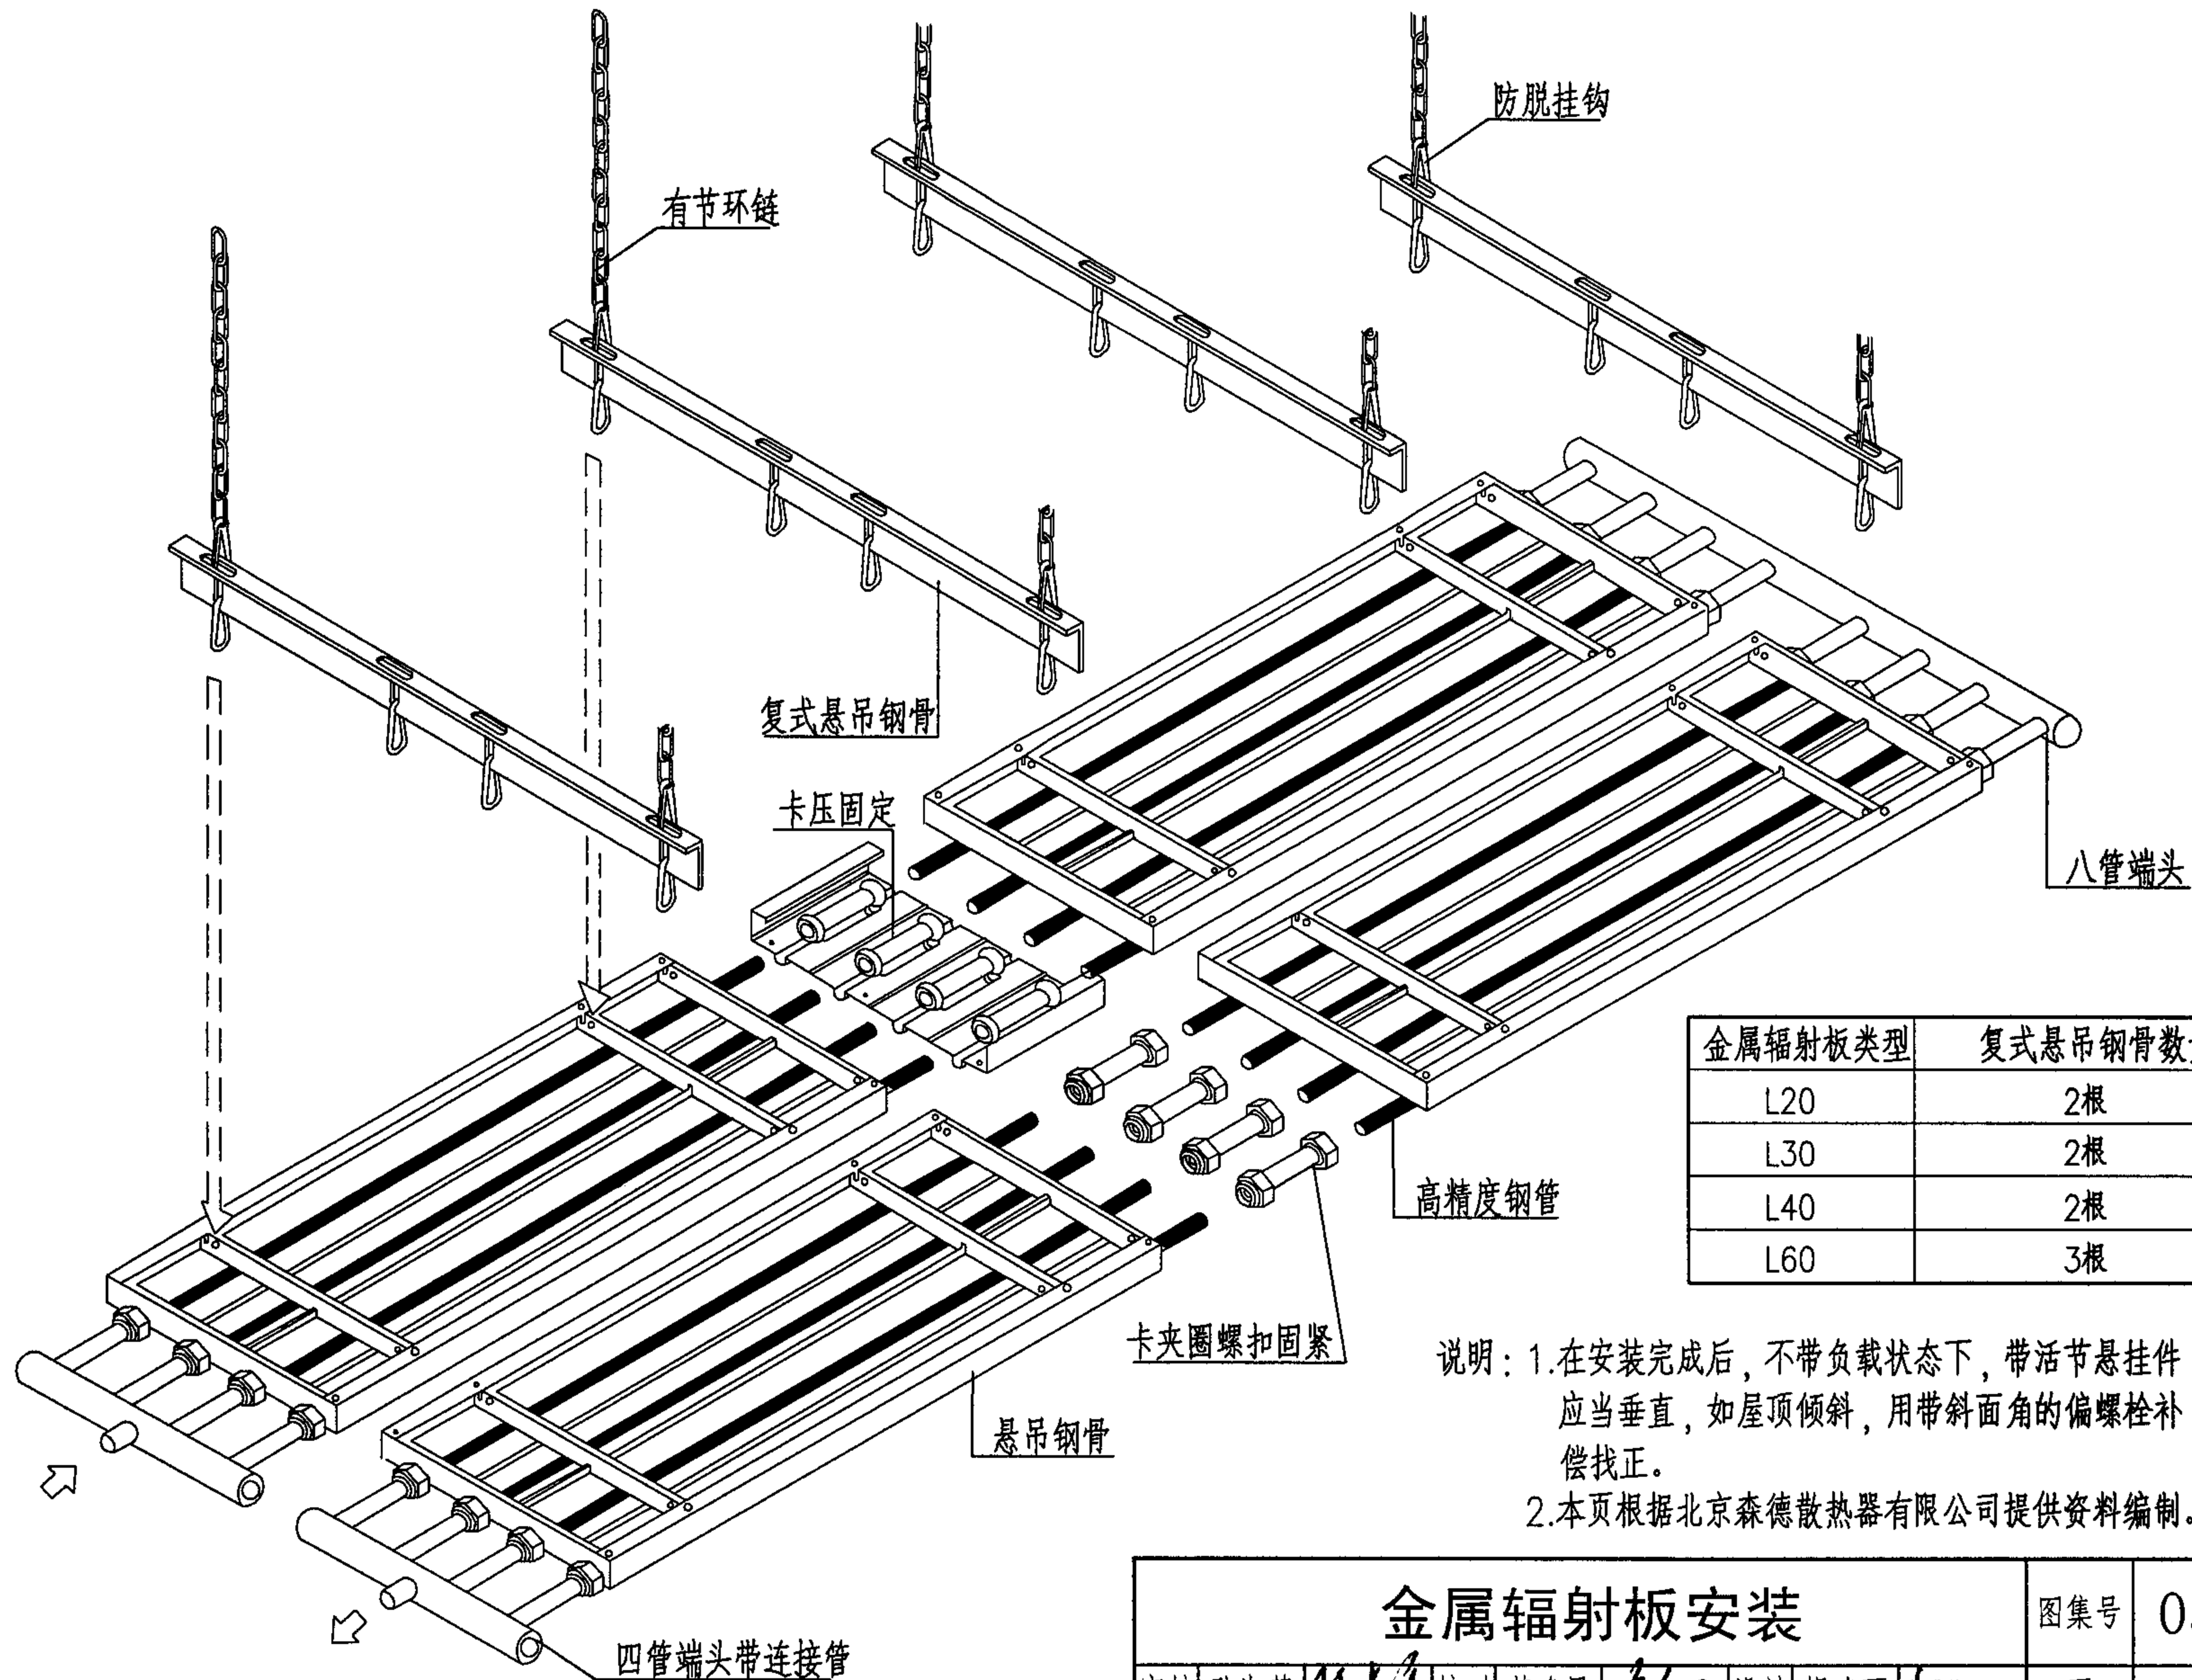 防脱挂钩
有节环链
复式悬吊钢骨
卡压固定
八管端头
金属辐射板类型 复式悬吊钢骨数
L20 2根
L30 2根
L40 2根
L60 3根
高精度钢管
卡夹圈螺扣固紧
悬吊钢骨
四管端头带连接管
说明：1.在安装完成后，不带负载状态下，带活节悬挂件
应当垂直，如屋顶倾斜，用带斜面角的偏螺栓补
偿找正。
2.本页根据北京森德散热器有限公司提供资料编制。
金属辐射板安装 图集号